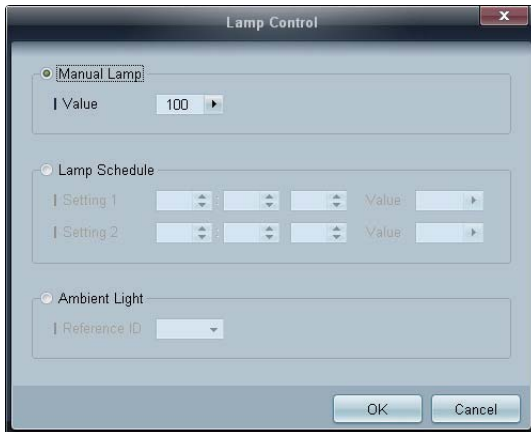 Lamp Control
Manual Lamp
Value 100
Lamp Schedule
Setting 1 : Value
Setting 2 : Value
Ambient Light
Reference ID
OK Cancel